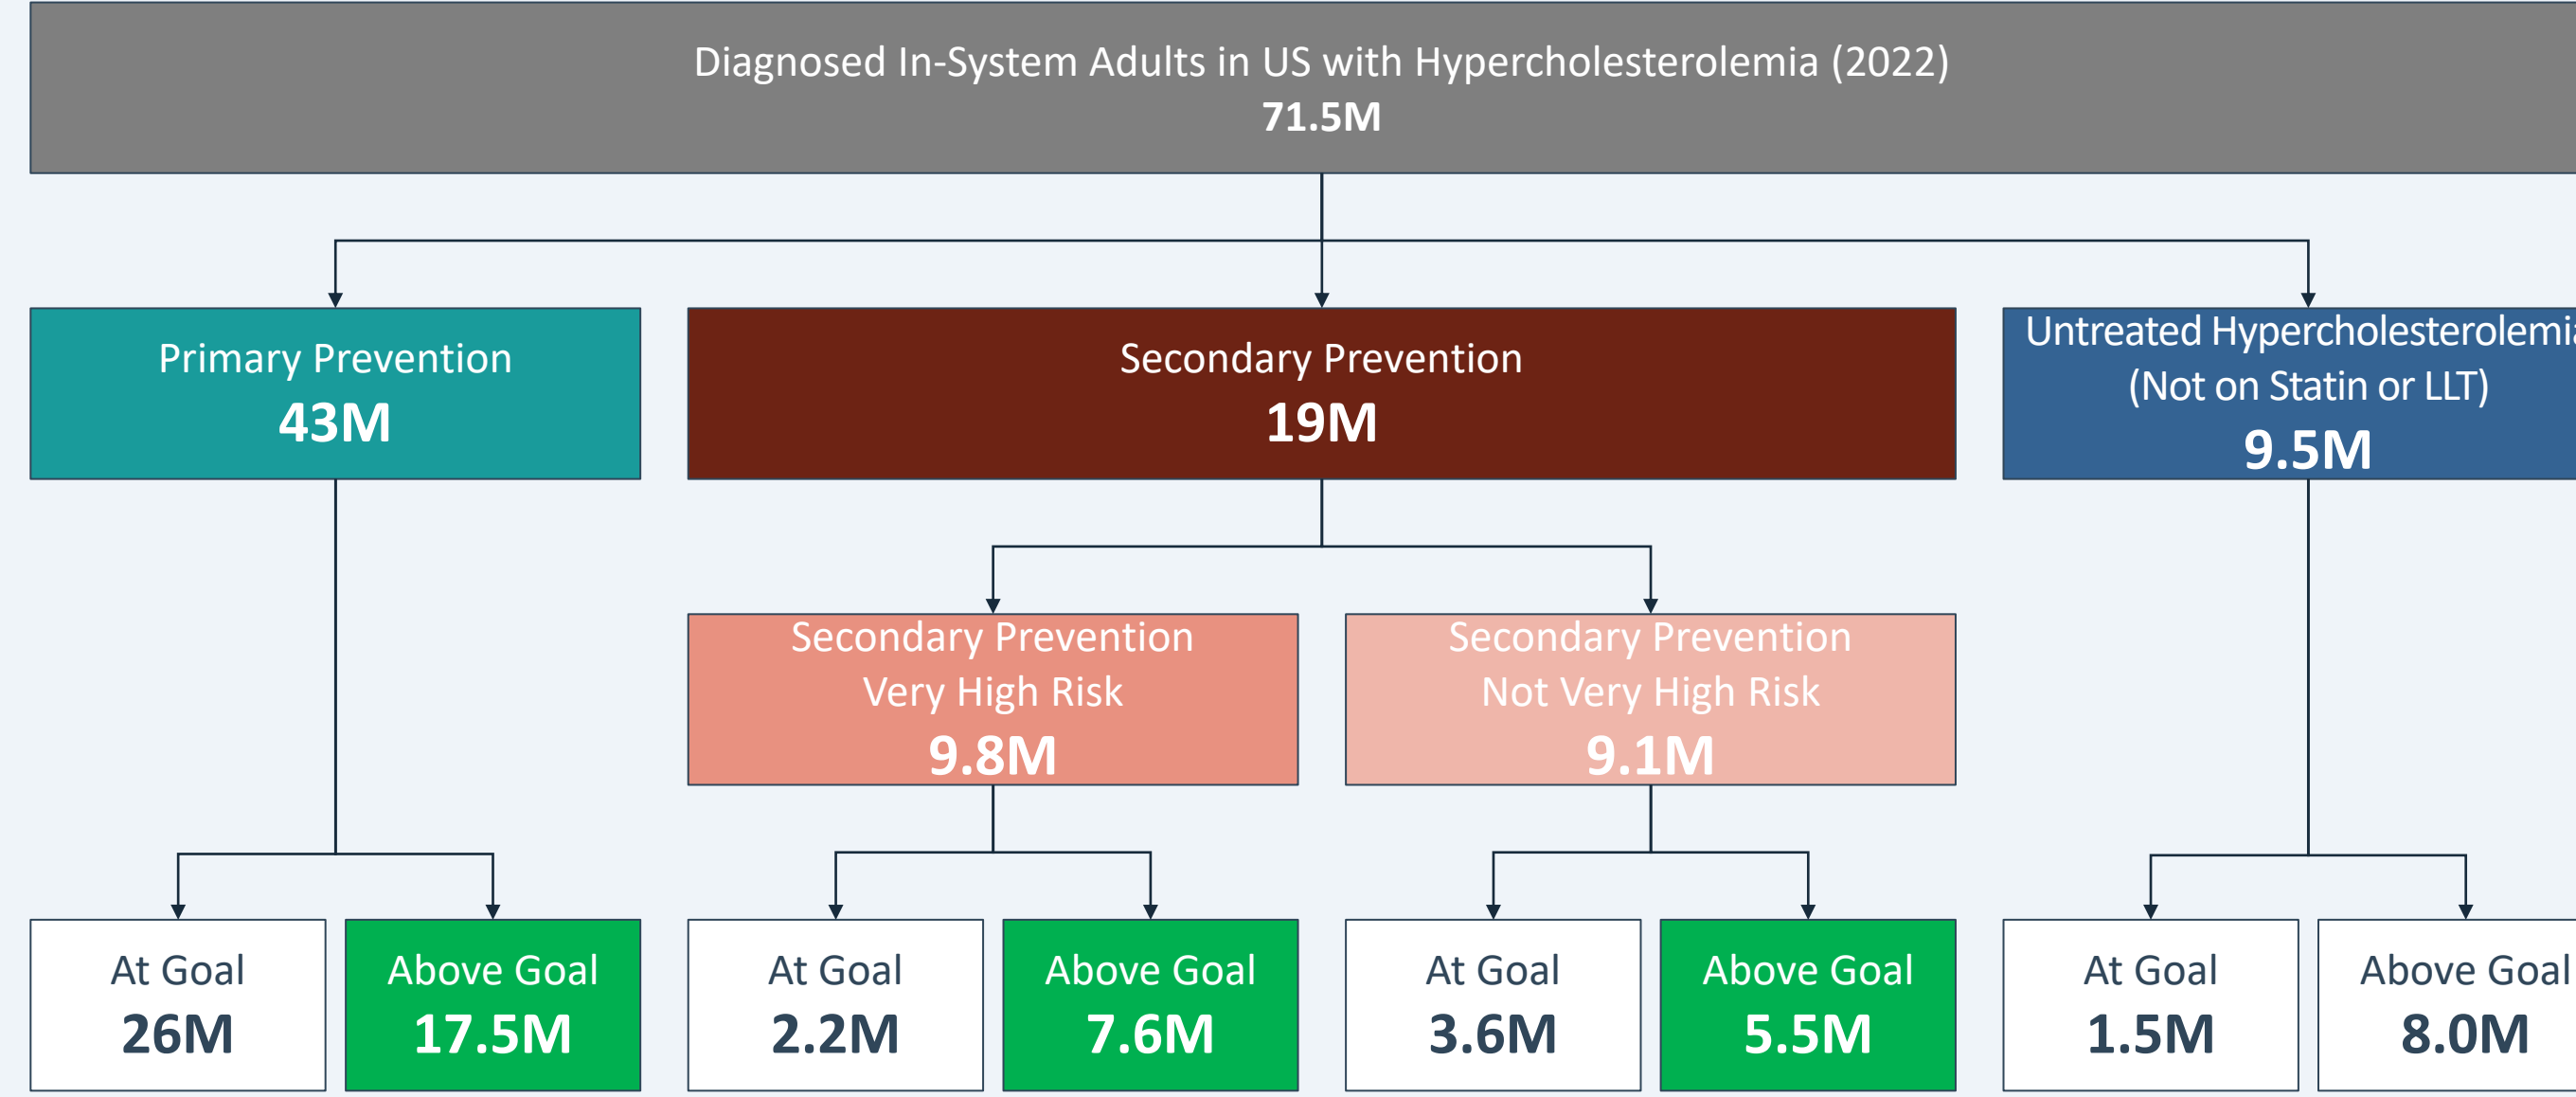 Diagnosed In-System Adults in US with Hypercholesterolemia (2022)
71.5M
Primary Prevention
43M
Secondary Prevention
19M
Untreated Hypercholesterolemia
(Not on Statin or LLT)
9.5M
Secondary Prevention
Very High Risk
9.8M
Secondary Prevention
Not Very High Risk
9.1M
At Goal
26M
Above Goal
17.5M
At Goal
2.2M
Above Goal
7.6M
At Goal
3.6M
Above Goal
5.5M
At Goal
1.5M
Above Goal
8.0M